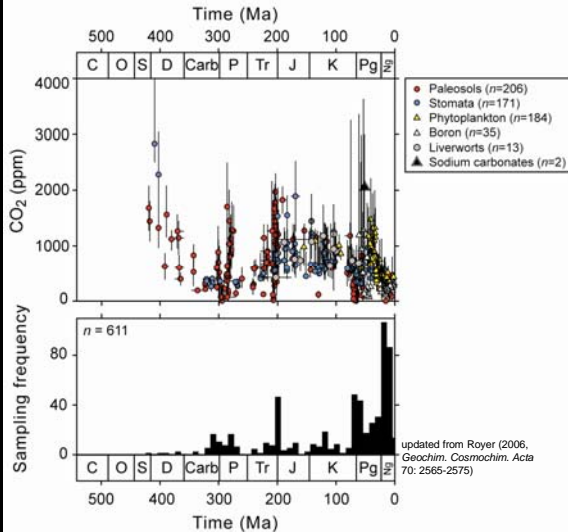 Time (Ma)
500 400 300 200 100 0
C O S D Carb P Tr J K Pg Ng
4000
3000
2000
1000
0
CO2 (ppm)
Paleosols (n=206)
Stomata (n=171)
Phytoplankton (n=184)
Boron (n=35)
Liverworts (n=13)
Sodium carbonates (n=2)
n = 611
80
40
0
Sampling frequency
updated from Royer (2006,
Geochim. Cosmochim. Acta
70: 2565-2575)
C O S D Carb P Tr J K Pg Ng
500 400 300 200 100 0
Time (Ma)